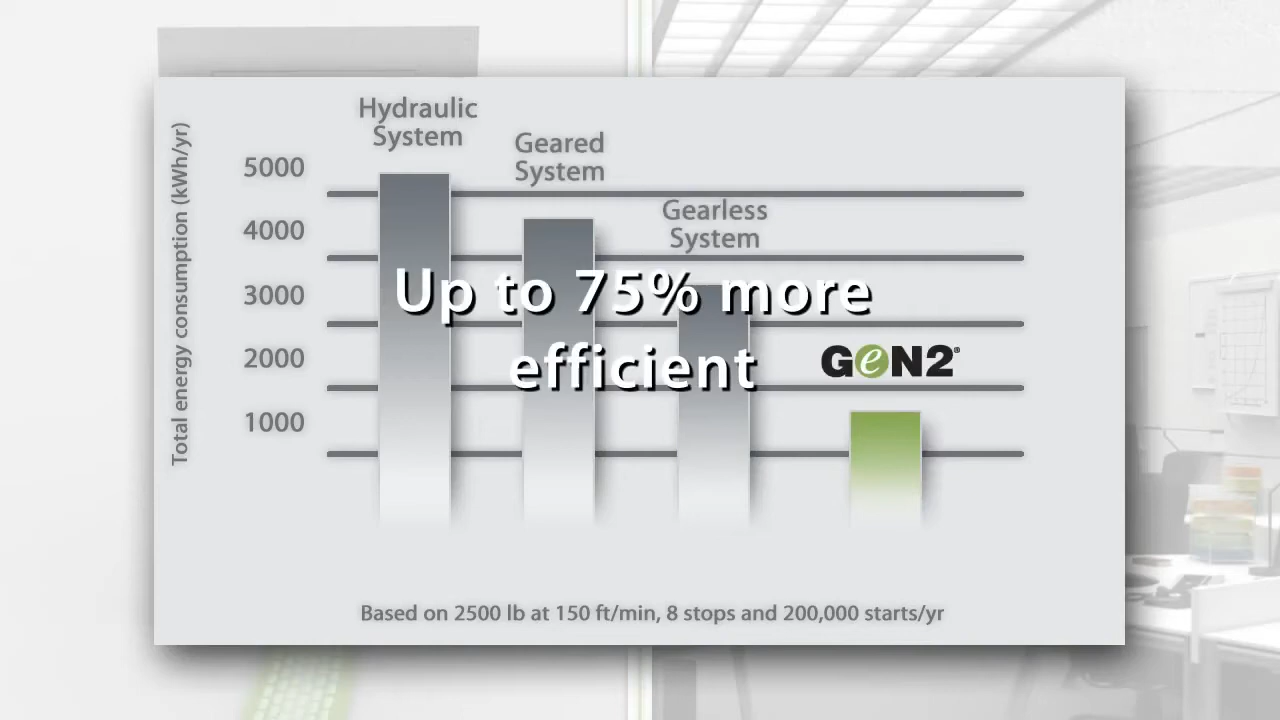 Hydraulic
System
Geared
System
Gearless
System
5000
4000
3000
2000
1000
Total energy consumption (kWh/yr)
Up to 75% more
efficient
GeN2®
Based on 2500 lb at 150 ft/min, 8 stops and 200,000 starts/yr